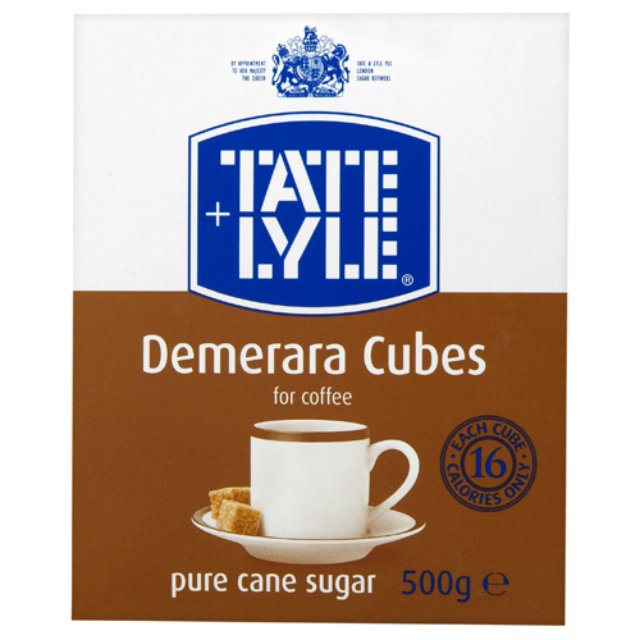 BY APPOINTMENT
TO HER MAJESTY
THE QUEEN
TATE & LYLE PLC
LONDON
SUGAR REFINERS
TATE
+LYLE®
Demerara Cubes
for coffee
EACH CUBE
16
CALORIES ONLY
pure cane sugar 500g ℮